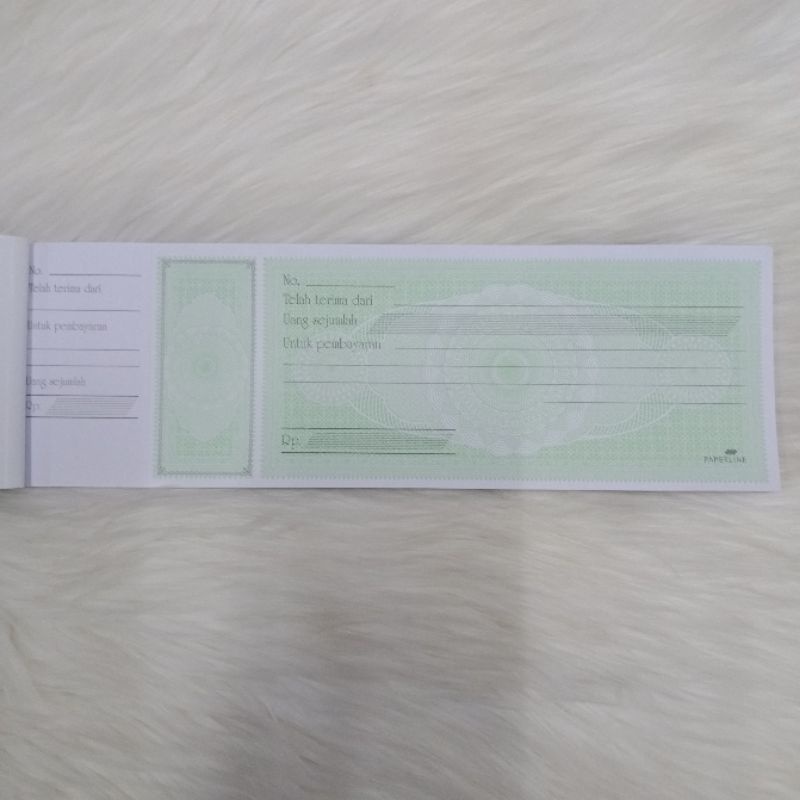 No.
Telah terima dari
Untuk pembayaran
Uang sejumlah
Rp.
No.
Telah terima dari
Uang sejumlah
Untuk pembayaran
Rp.
PAPERLINE